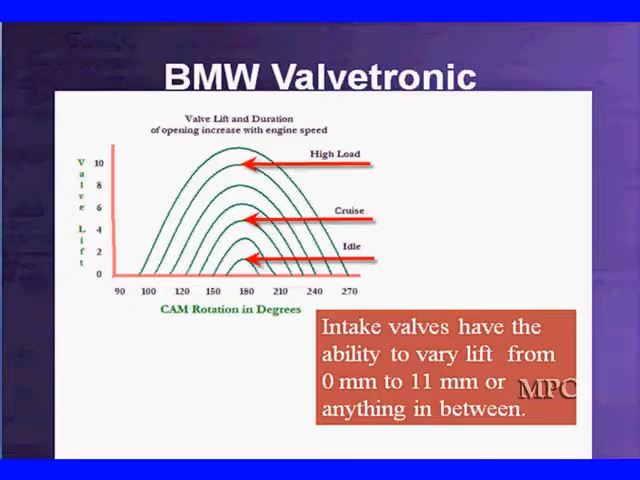 BMW Valvetronic
Valve Lift and Duration
of opening increase with engine speed
Valve Lift
10
8
6
4
2
0
High Load
Cruise
Idle
90 100 120 150 180 210 240 270
CAM Rotation in Degrees
Intake valves have the
ability to vary lift from
0 mm to 11 mm or
anything in between.
MPC